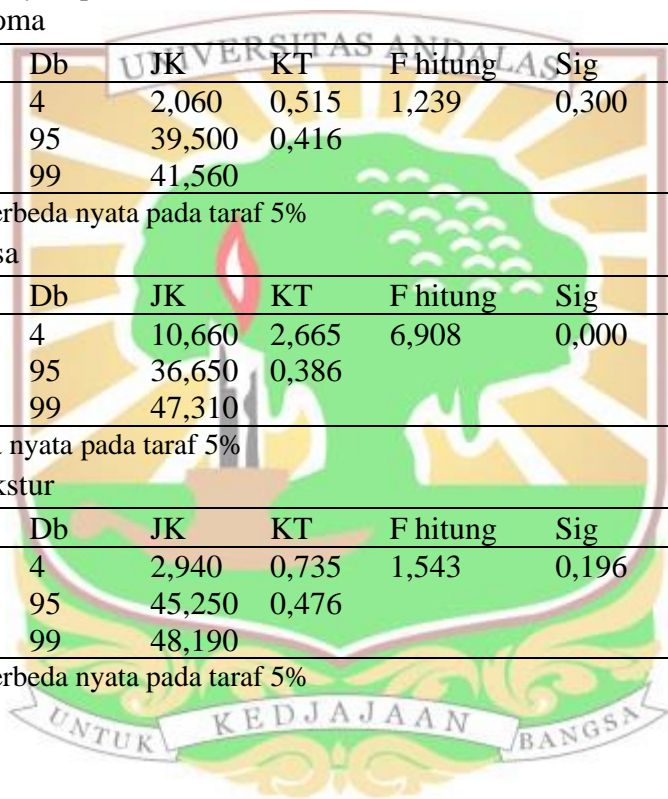 oma
UNIVERSITAS ANDALAS
Db JK KT F hitung Sig
4 2,060 0,515 1,239 0,300
95 39,500 0,416
99 41,560
erbeda nyata pada taraf 5%
sa
Db JK KT F hitung Sig
4 10,660 2,665 6,908 0,000
95 36,650 0,386
99 47,310
nyata pada taraf 5%
kstur
Db JK KT F hitung Sig
4 2,940 0,735 1,543 0,196
95 45,250 0,476
99 48,190
erbeda nyata pada taraf 5%
UNTUK KEDJAJAAN BANGSA